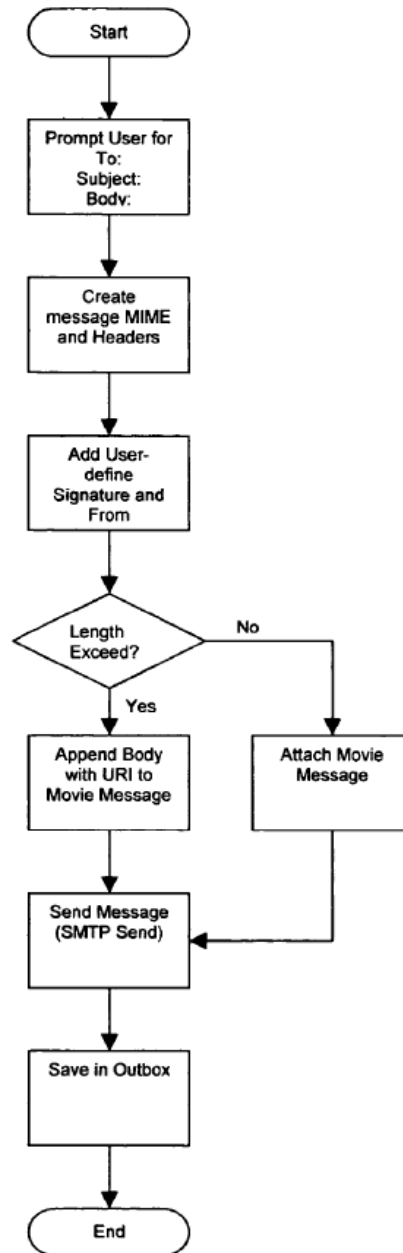 Start
Prompt User for
To:
Subject:
Body:
Create
message MIME
and Headers
Add User-
define
Signature and
From
Length
Exceed?
No
Yes
Append Body
with URI to
Movie Message
Attach Movie
Message
Send Message
(SMTP Send)
Save in Outbox
End